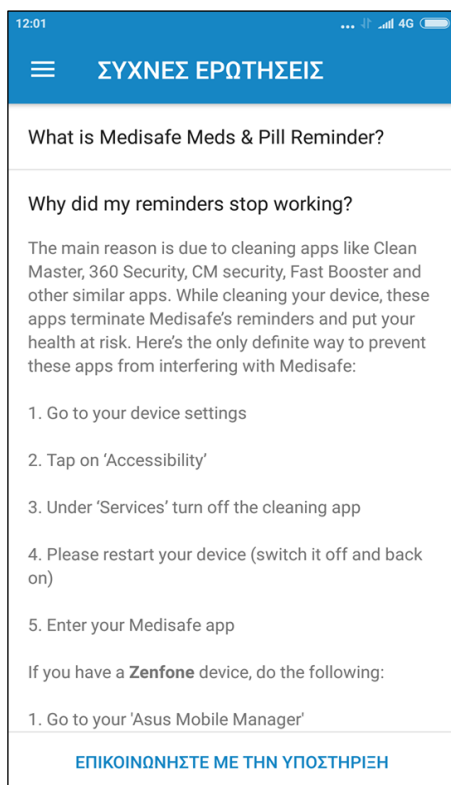 12:01
... 4G
ΣΥΧΝΕΣ ΕΡΩΤΗΣΕΙΣ
What is Medisafe Meds & Pill Reminder?
Why did my reminders stop working?
The main reason is due to cleaning apps like Clean
Master, 360 Security, CM security, Fast Booster and
other similar apps. While cleaning your device, these
apps terminate Medisafe’s reminders and put your
health at risk. Here’s the only definite way to prevent
these apps from interfering with Medisafe:
1. Go to your device settings
2. Tap on ‘Accessibility’
3. Under ‘Services’ turn off the cleaning app
4. Please restart your device (switch it off and back
on)
5. Enter your Medisafe app
If you have a Zenfone device, do the following:
1. Go to your 'Asus Mobile Manager'
ΕΠΙΚΟΙΝΩΝΗΣΤΕ ΜΕ ΤΗΝ ΥΠΟΣΤΗΡΙΞΗ